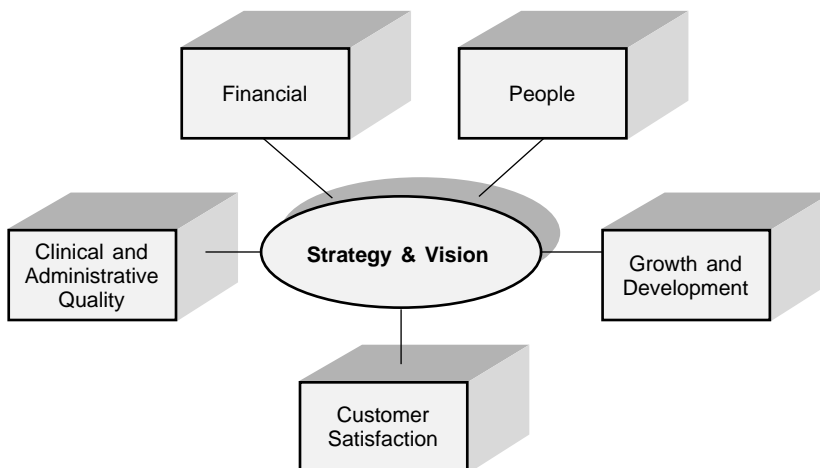 Financial
People
Strategy & Vision
Clinical and
Administrative
Quality
Growth and
Development
Customer
Satisfaction